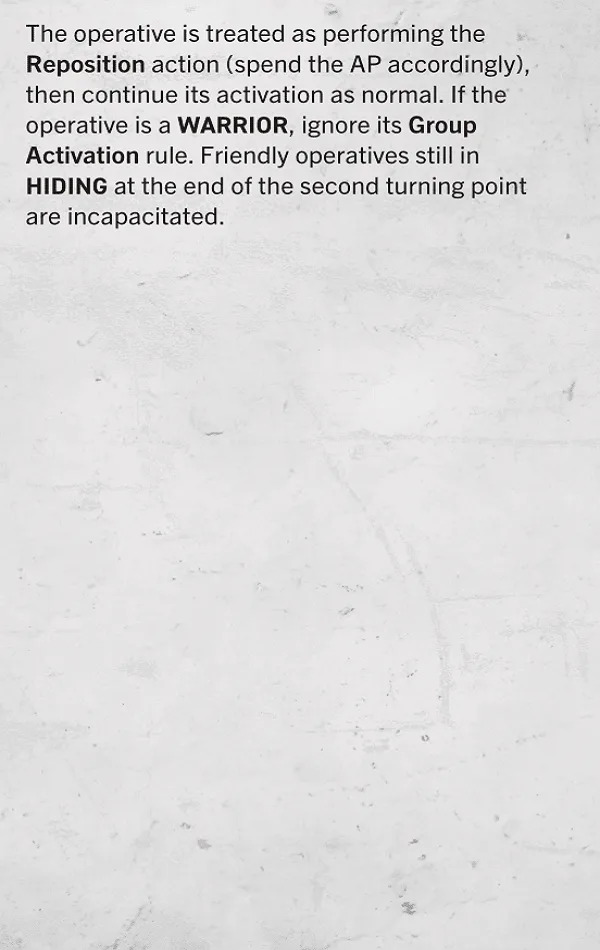 The operative is treated as performing the
Reposition action (spend the AP accordingly),
then continue its activation as normal. If the
operative is a WARRIOR, ignore its Group
Activation rule. Friendly operatives still in
HIDING at the end of the second turning point
are incapacitated.